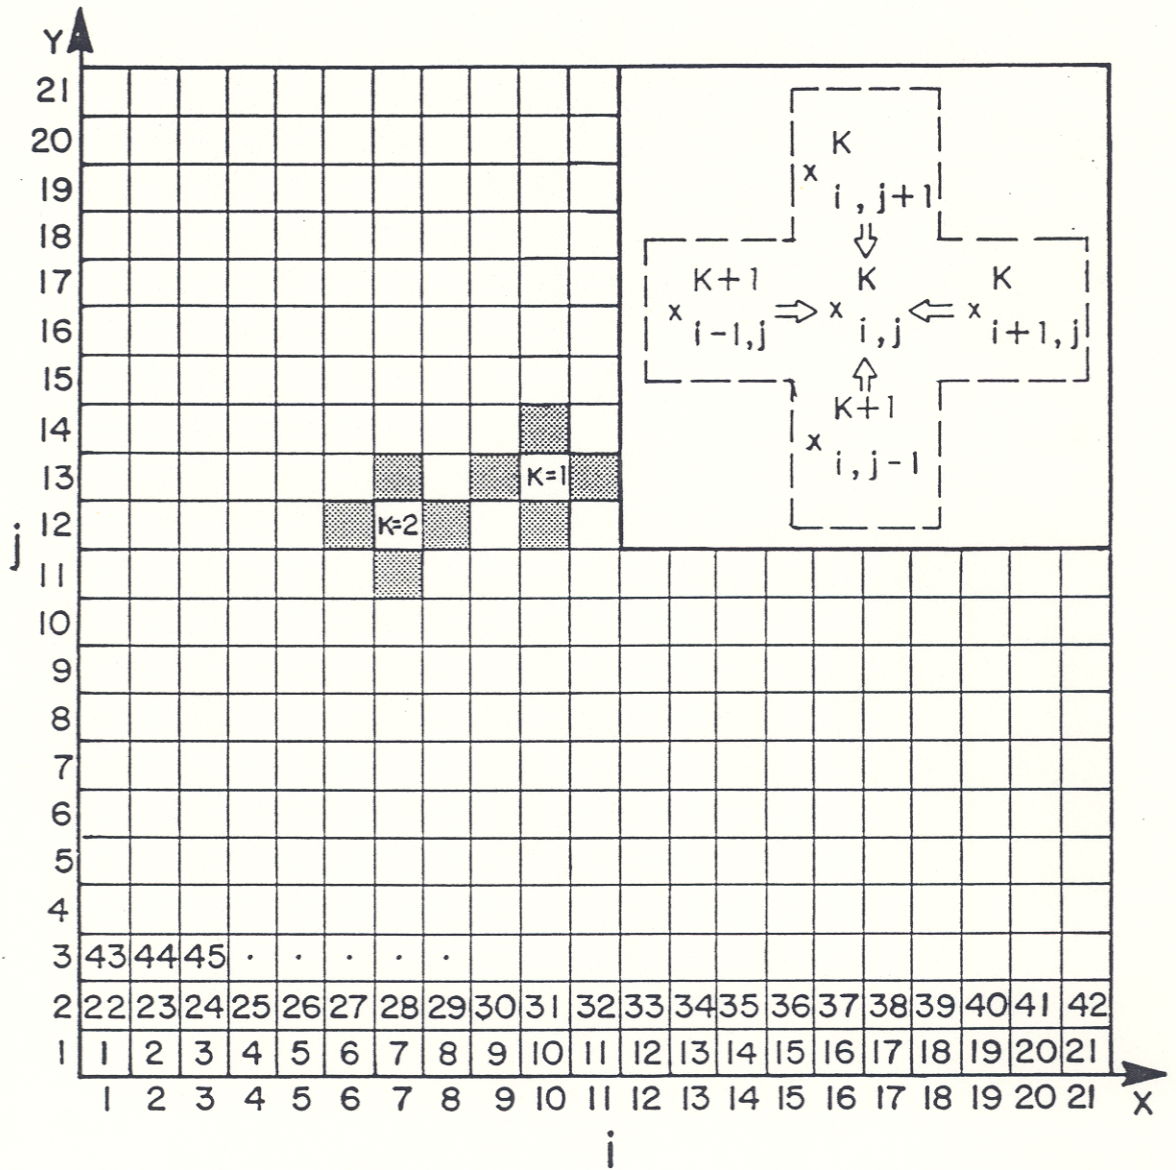 Y
21
20
19
K
x
i , j+1
18
17
K+1
K
K
x
x
x
16
i-1,j
i,j
i+1,j
15
14
K+1
x
i, j-1
13
K=1
12
K=2
j
11
10
9
8
7
6
5
4
3 43 44 45 . . . . .
2 22 23 24 25 26 27 28 29 30 31 32 33 34 35 36 37 38 39 40 41 42
1 1 2 3 4 5 6 7 8 9 10 11 12 13 14 15 16 17 18 19 20 21
1 2 3 4 5 6 7 8 9 10 11 12 13 14 15 16 17 18 19 20 21 X
i